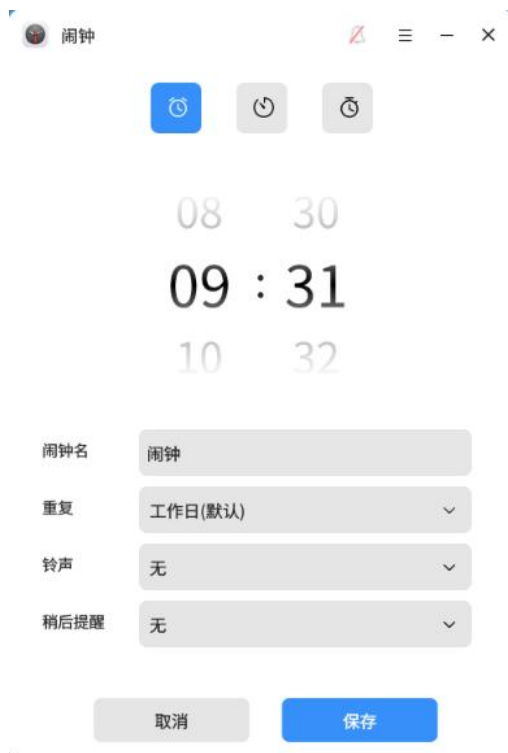 闹钟
08 30
09 : 31
10 32
闹钟名 闹钟
重复 工作日(默认)
铃声 无
稍后提醒 无
取消 保存